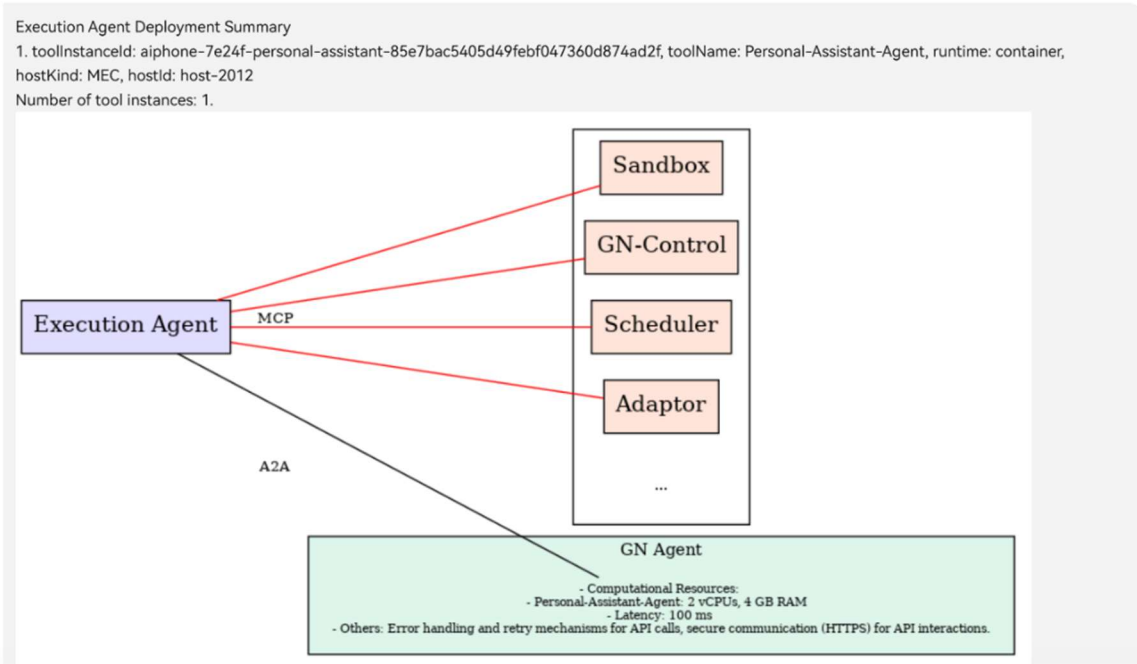 Execution Agent Deployment Summary
1. toolInstanceId: aiphone-7e24f-personal-assistant-85e7bac5405d49febf047360d874ad2f, toolName: Personal-Assistant-Agent, runtime: container,
hostKind: MEC, hostId: host-2012
Number of tool instances: 1.
Sandbox
GN-Control
Execution Agent
MCP
Scheduler
Adaptor
A2A
...
GN Agent
- Computational Resources:
- Personal-Assistant-Agent: 2 vCPUs, 4 GB RAM
- Latency: 100 ms
- Others: Error handling and retry mechanisms for API calls, secure communication (HTTPS) for API interactions.